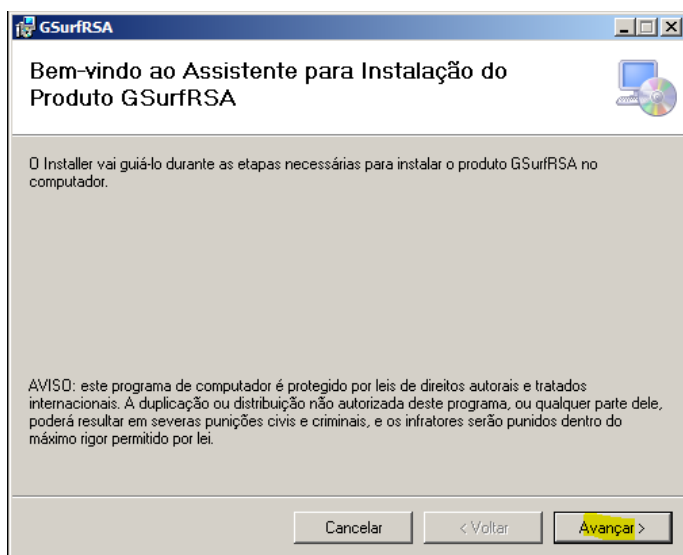 GSurfRSA
Bem-vindo ao Assistente para Instalação do
Produto GSurfRSA
O Installer vai guiá-lo durante as etapas necessárias para instalar o produto GSurfRSA no
computador.
AVISO: este programa de computador é protegido por leis de direitos autorais e tratados
internacionais. A duplicação ou distribuição não autorizada deste programa, ou qualquer parte dele,
poderá resultar em severas punições civis e criminais, e os infratores serão punidos dentro do
máximo rigor permitido por lei.
Cancelar < Voltar Avançar >